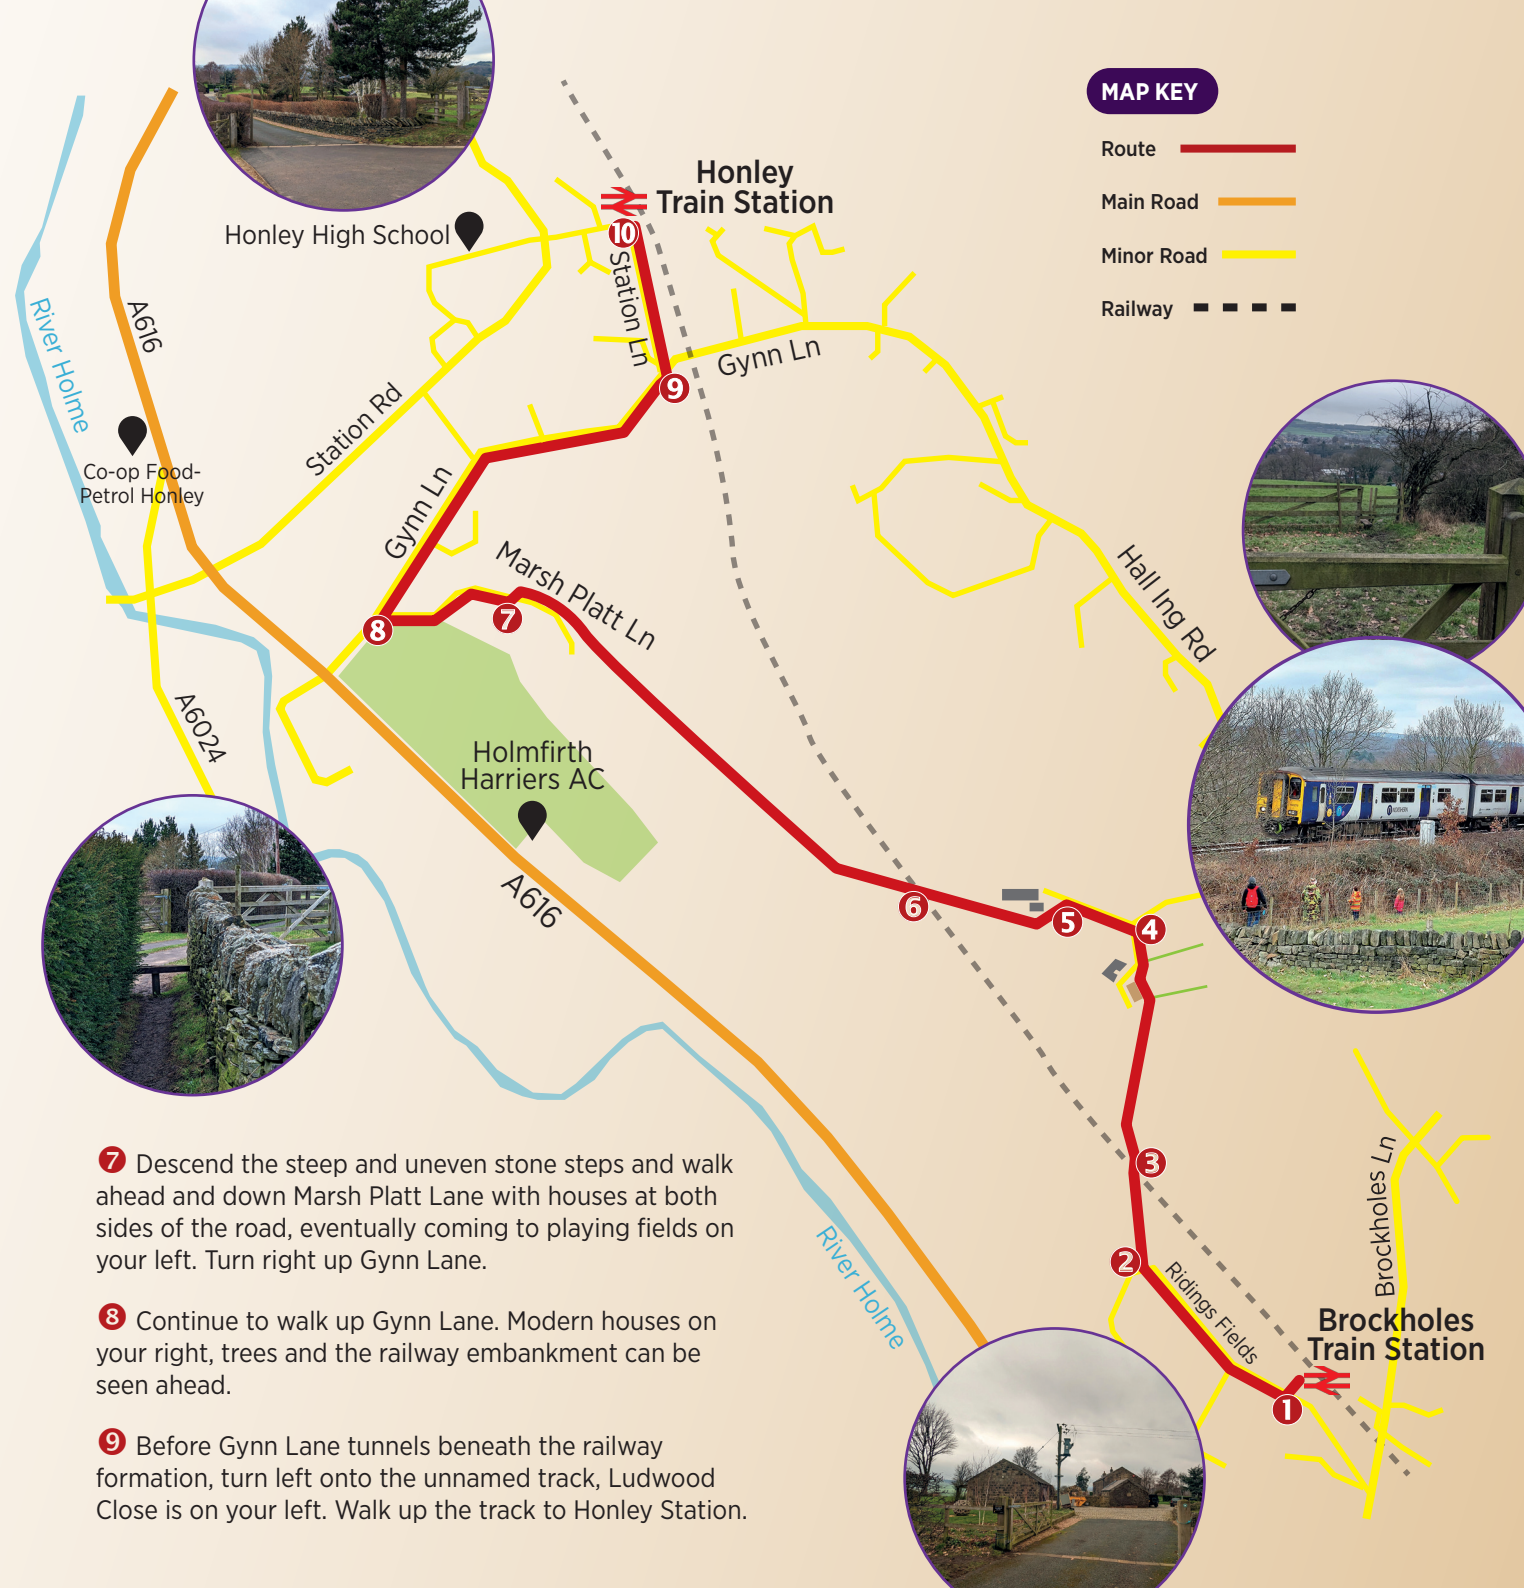 MAP KEY
Route
Main Road
Minor Road
Railway
Honley
Train Station
Honley High School
10
Station Ln
River Holme
A616
9
Gynn Ln
Station Rd
Co-op Food-
Petrol Honley
Gynn Ln
Marsh Platt Ln
Hall Ing Rd
7
8
A6024
Holmfirth
Harriers AC
A616
6
5
4
3
2
Ridings Fields
Brockholes Ln
River Holme
Brockholes
Train Station
1
7 Descend the steep and uneven stone steps and walk
ahead and down Marsh Platt Lane with houses at both
sides of the road, eventually coming to playing fields on
your left. Turn right up Gynn Lane.
8 Continue to walk up Gynn Lane. Modern houses on
your right, trees and the railway embankment can be
seen ahead.
9 Before Gynn Lane tunnels beneath the railway
formation, turn left onto the unnamed track, Ludwood
Close is on your left. Walk up the track to Honley Station.